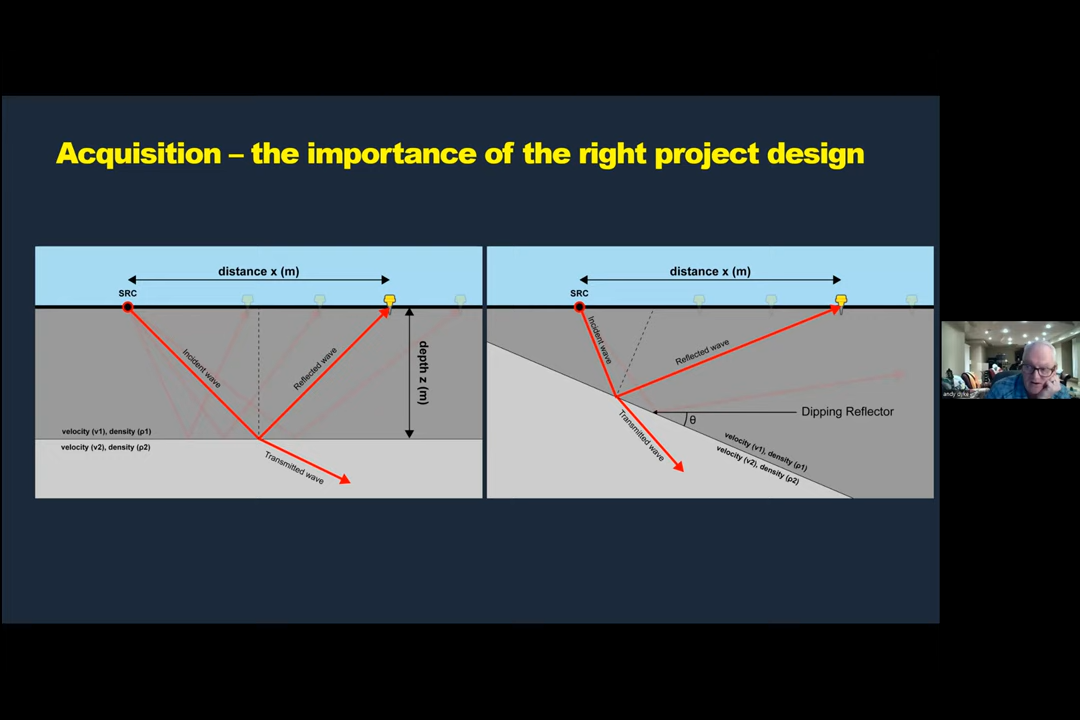 Acquisition – the importance of the right project design
distance x (m)
SRC
Incident wave
Reflected wave
depth z (m)
velocity (v1), density (ρ1)
velocity (v2), density (ρ2)
Transmitted wave
distance x (m)
SRC
Incident wave
Reflected wave
Dipping Reflector
θ
Transmitted wave
velocity (v1), density (ρ1)
velocity (v2), density (ρ2)
andy dyke